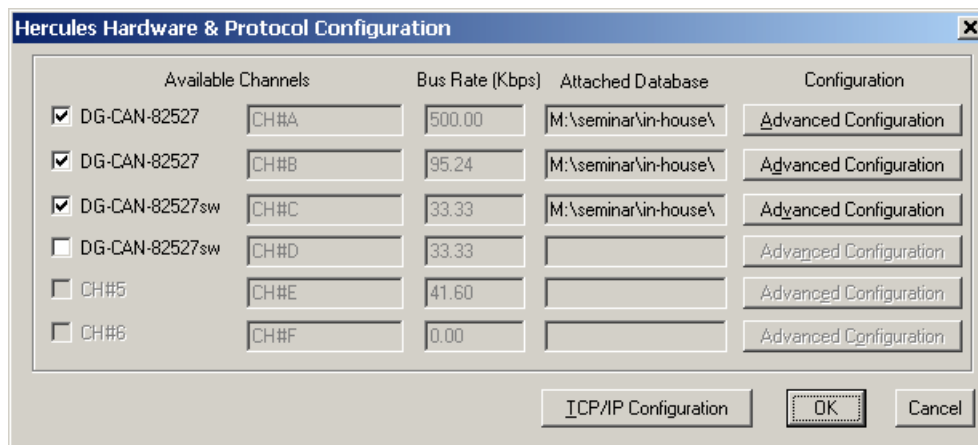 Hercules Hardware & Protocol Configuration
Available Channels Bus Rate (Kbps) Attached Database Configuration
DG-CAN-82527 CH#A 500.00 M:\seminar\in-house\ Advanced Configuration
DG-CAN-82527 CH#B 95.24 M:\seminar\in-house\ Advanced Configuration
DG-CAN-82527sw CH#C 33.33 M:\seminar\in-house\ Advanced Configuration
DG-CAN-82527sw CH#D 33.33 Advanced Configuration
CH#5 CH#E 41.60 Advanced Configuration
CH#6 CH#F 0.00 Advanced Configuration
TCP/IP Configuration OK Cancel